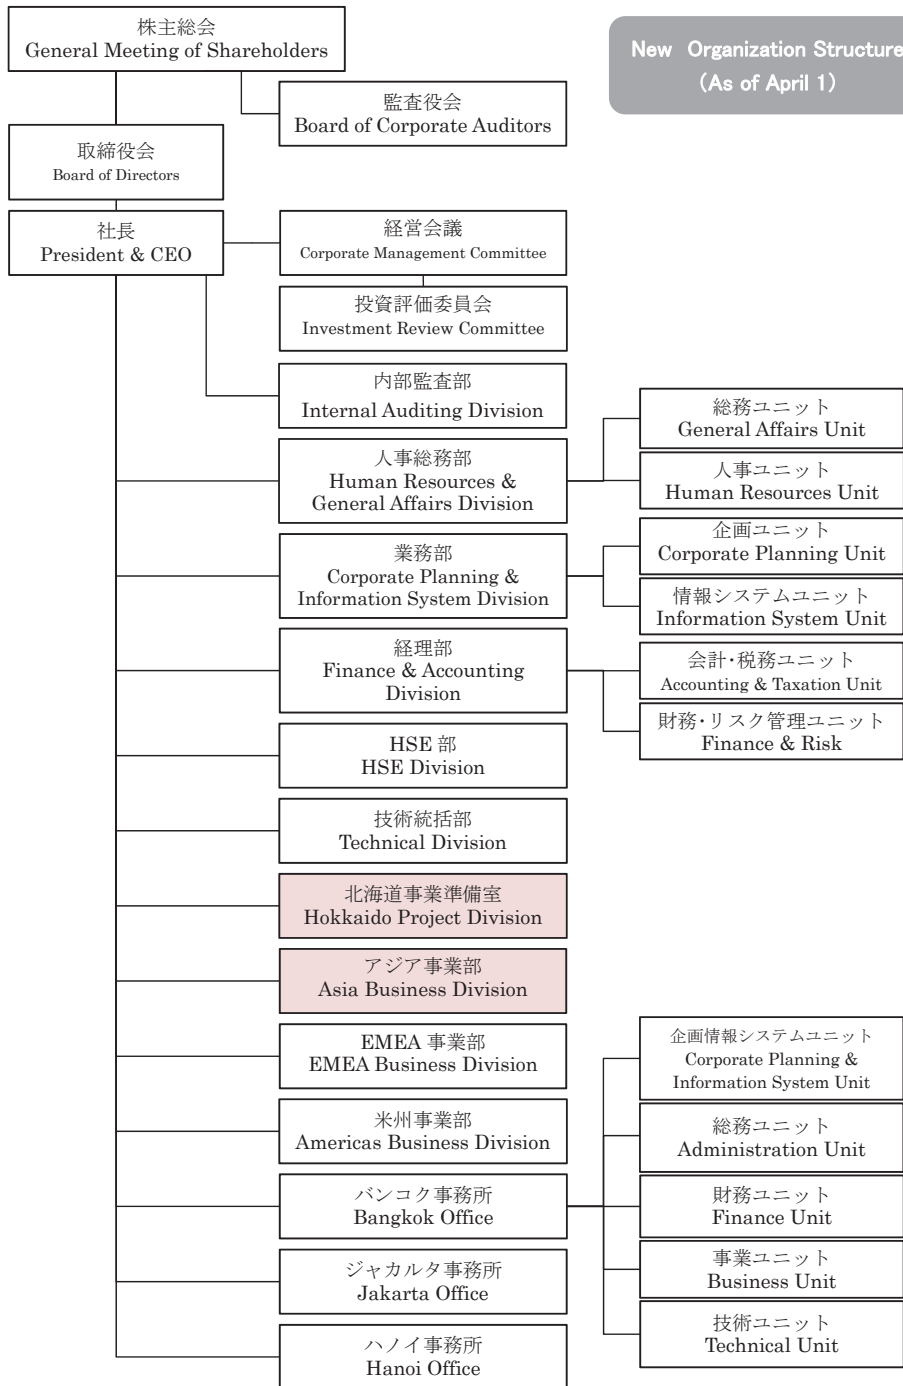 株主総会
General Meeting of Shareholders
New Organization Structure
（As of April 1）
監査役会
Board of Corporate Auditors
取締役会
Board of Directors
社長
President & CEO
経営会議
Corporate Management Committee
投資評価委員会
Investment Review Committee
内部監査部
Internal Auditing Division
人事総務部
Human Resources &
General Affairs Division
総務ユニット
General Affairs Unit
人事ユニット
Human Resources Unit
業務部
Corporate Planning &
Information System Division
企画ユニット
Corporate Planning Unit
情報システムユニット
Information System Unit
経理部
Finance & Accounting
Division
会計・税務ユニット
Accounting & Taxation Unit
財務・リスク管理ユニット
Finance & Risk
HSE 部
HSE Division
技術統括部
Technical Division
北海道事業準備室
Hokkaido Project Division
アジア事業部
Asia Business Division
EMEA 事業部
EMEA Business Division
米州事業部
Americas Business Division
バンコク事務所
Bangkok Office
企画情報システムユニット
Corporate Planning &
Information System Unit
総務ユニット
Administration Unit
財務ユニット
Finance Unit
事業ユニット
Business Unit
技術ユニット
Technical Unit
ジャカルタ事務所
Jakarta Office
ハノイ事務所
Hanoi Office